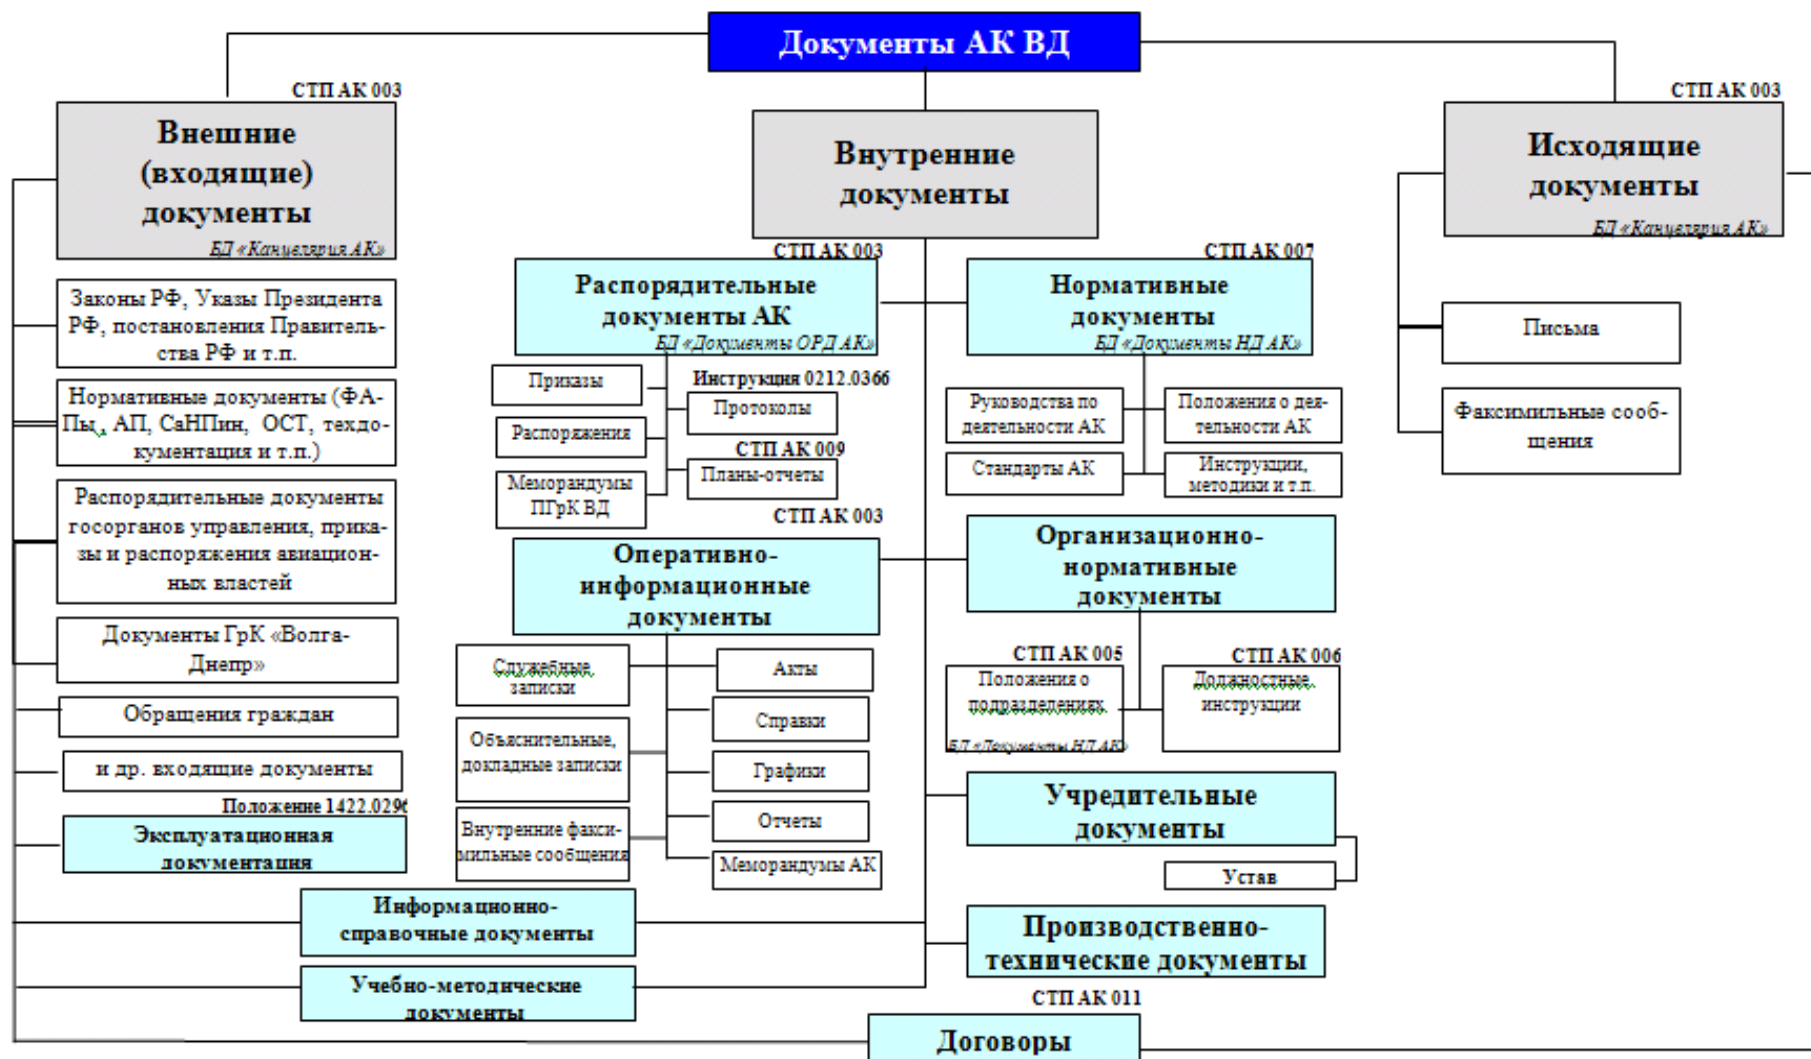 Документы АК ВД
СТП АК 003
Внешние
(входящие)
документы
БД «Канцелярия АК»
Законы РФ, Указы Президента
РФ, постановления Правитель-
ства РФ и т.п.
Нормативные документы (ФА-
Пы, АП, СаНПин, ОСТ, техдо-
кументация и т.п.)
Распорядительные документы
госорганов управления, прика-
зы и распоряжения авиацион-
ных властей
Документы ГрК «Волга-
Днепр»
Обращения граждан
и др. входящие документы
Положение 1422.0296
Эксплуатационная
документация
Внутренние
документы
СТП АК 003
Распорядительные
документы АК
БД «Документы ОРД АК»
Приказы
Распоряжения
Меморандумы
ПГрК ВД
Инструкция 0212.0366
Протоколы
СТП АК 009
Планы-отчеты
СТП АК 003
Оперативно-
информационные
документы
Служебные
записки
Объяснительные,
докладные записки
Внутренние факси-
мильные сообщения
Акты
Справки
Графики
Отчеты
Меморандумы АК
СТП АК 007
Нормативные
документы
БД «Документы НД АК»
Руководства по
деятельности АК
Стандарты АК
Положения о дея-
тельности АК
Инструкции,
методики и т.п.
Организационно-
нормативные
документы
СТП АК 005
Положения о
подразделениях
БД «Документы НД АК»
СТП АК 006
Должностные
инструкции
Учредительные
документы
Устав
Производственно-
технические документы
Информационно-
справочные документы
Учебно-методические
документы
СТП АК 011
Договоры
СТП АК 003
Исходящие
документы
БД «Канцелярия АК»
Письма
Факсимильные сооб-
щения